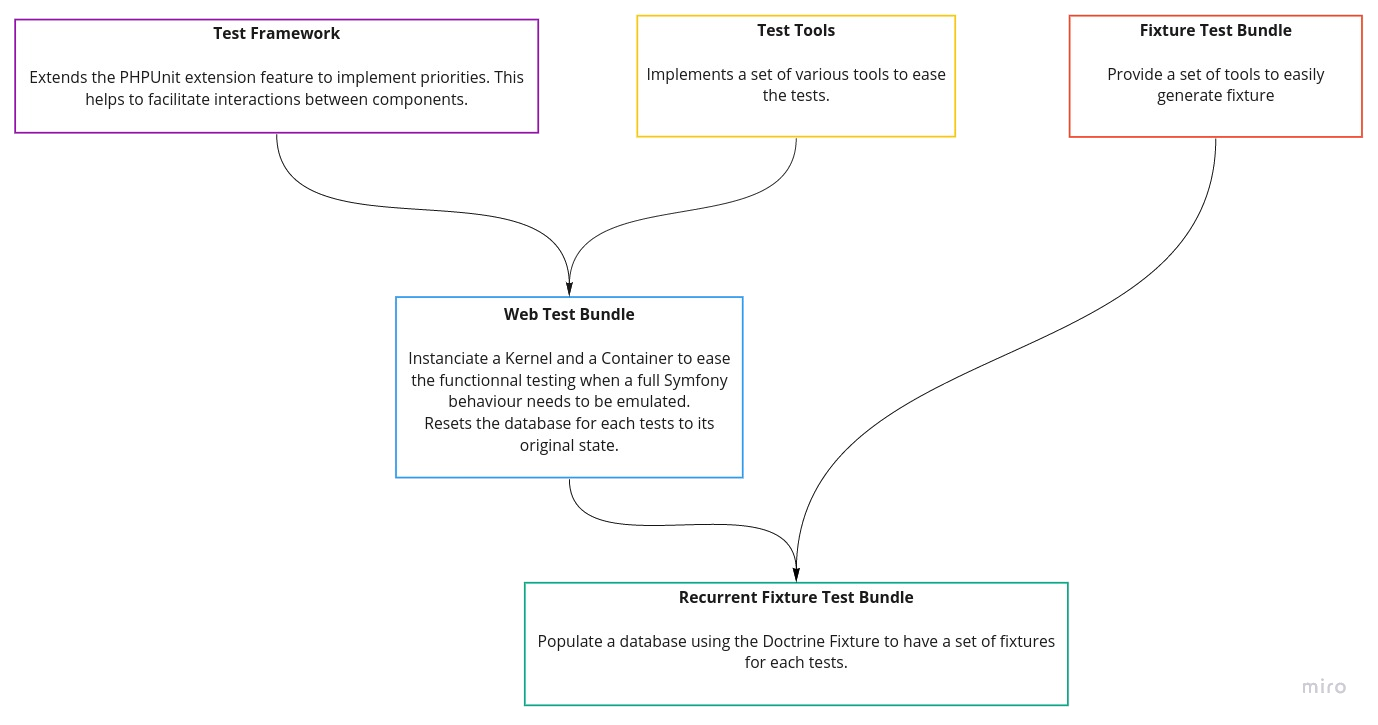 Test Framework
Extends the PHPUnit extension feature to implement priorities. This
helps to facilitate interactions between components.
Test Tools
Implements a set of various tools to ease
the tests.
Fixture Test Bundle
Provide a set of tools to easily
generate fixture
Web Test Bundle
Instanciate a Kernel and a Container to ease
the functionnal testing when a full Symfony
behaviour needs to be emulated.
Resets the database for each tests to its
original state.
Recurrent Fixture Test Bundle
Populate a database using the Doctrine Fixture to have a set of fixtures
for each tests.
miro